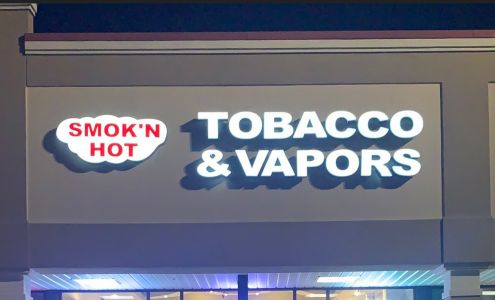 SMOK'N
HOT
TOBACCO
& VAPORS